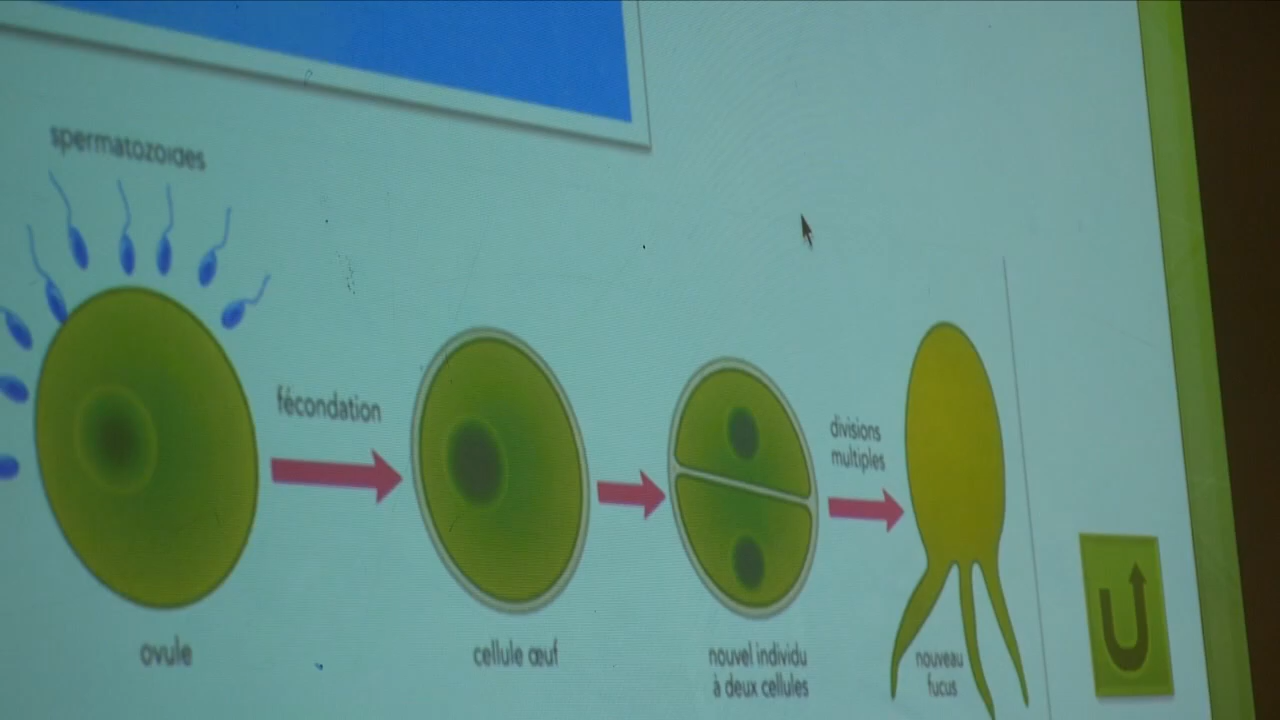 spermatozoïdes
fécondation
divisions
multiples
ovule
cellule œuf
nouvel individu
à deux cellules
nouveau
fucus